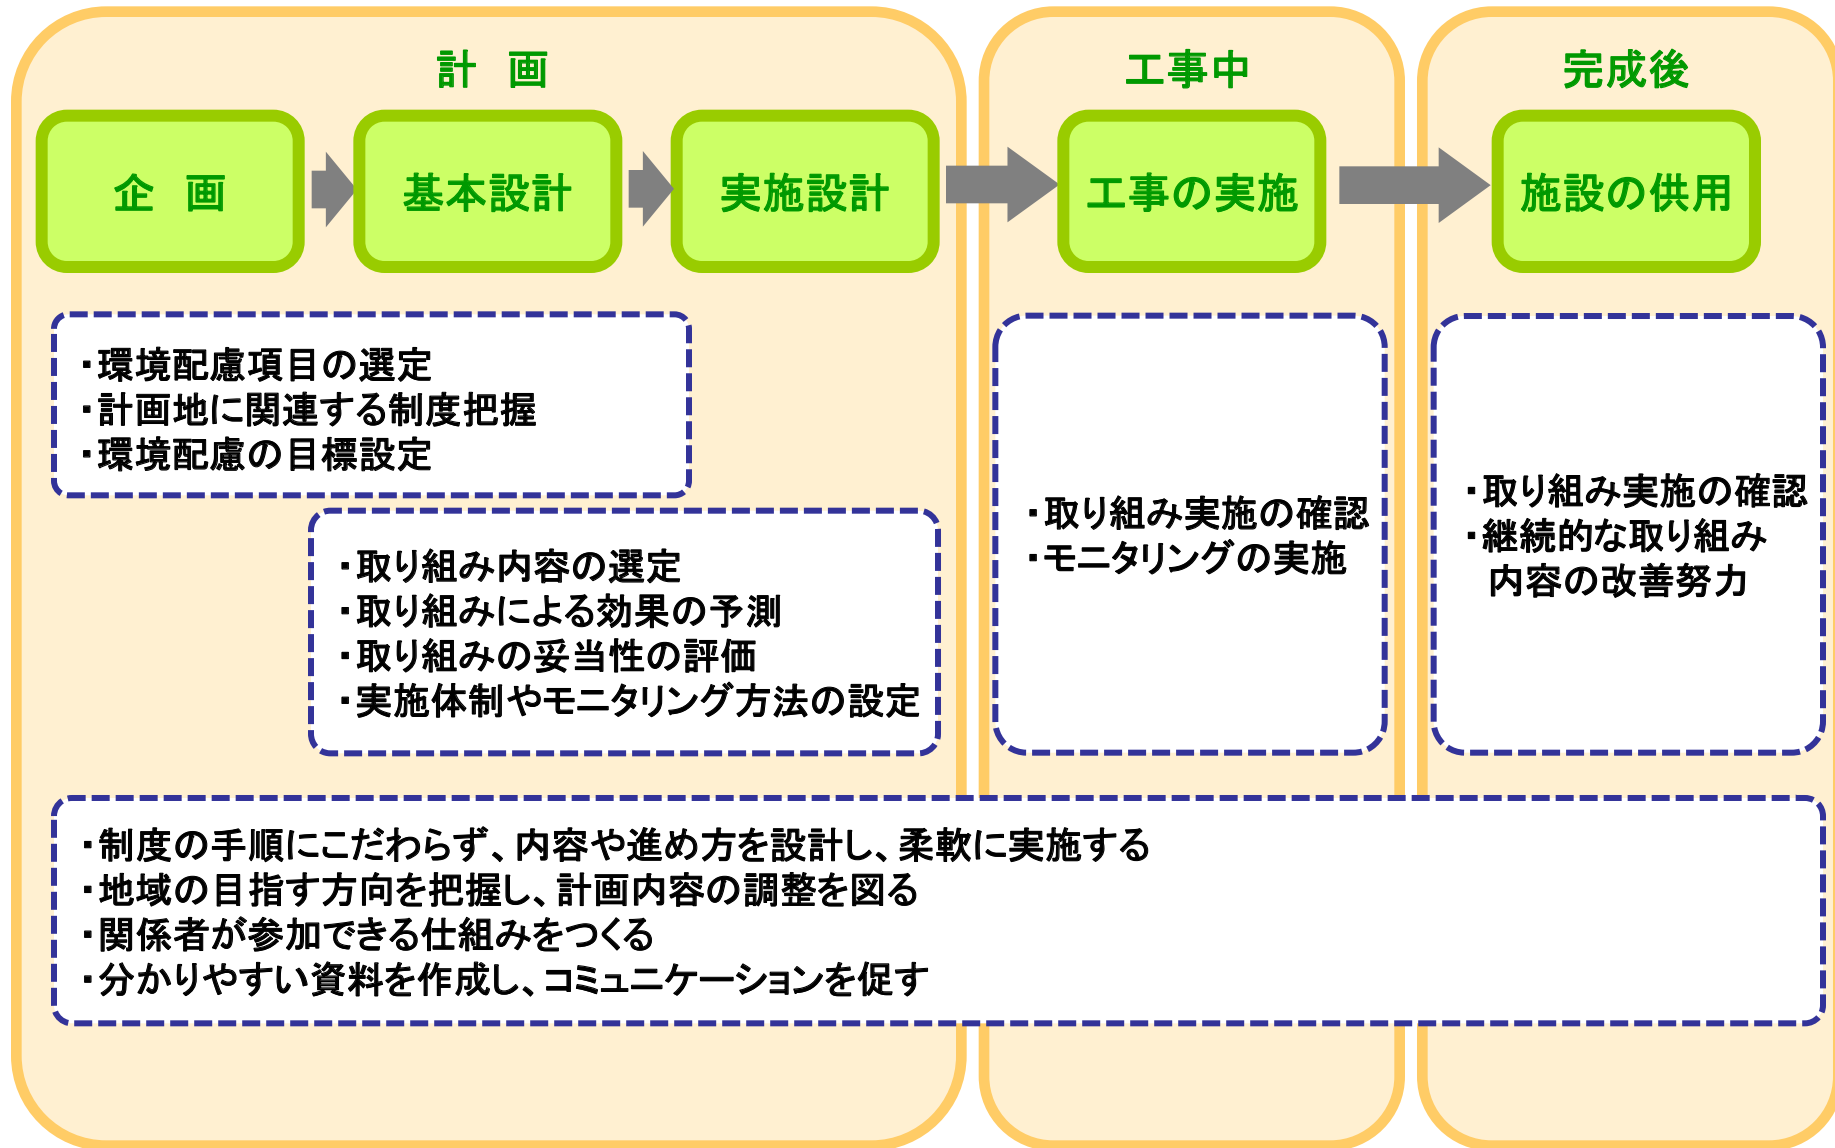 計　画
工事中
完成後
企　画
基本設計
実施設計
工事の実施
施設の供用
・環境配慮項目の選定
・計画地に関連する制度把握
・環境配慮の目標設定
・取り組み内容の選定
・取り組みによる効果の予測
・取り組みの妥当性の評価
・実施体制やモニタリング方法の設定
・取り組み実施の確認
・モニタリングの実施
・取り組み実施の確認
・継続的な取り組み
内容の改善努力
・制度の手順にこだわらず、内容や進め方を設計し、柔軟に実施する
・地域の目指す方向を把握し、計画内容の調整を図る
・関係者が参加できる仕組みをつくる
・分かりやすい資料を作成し、コミュニケーションを促す